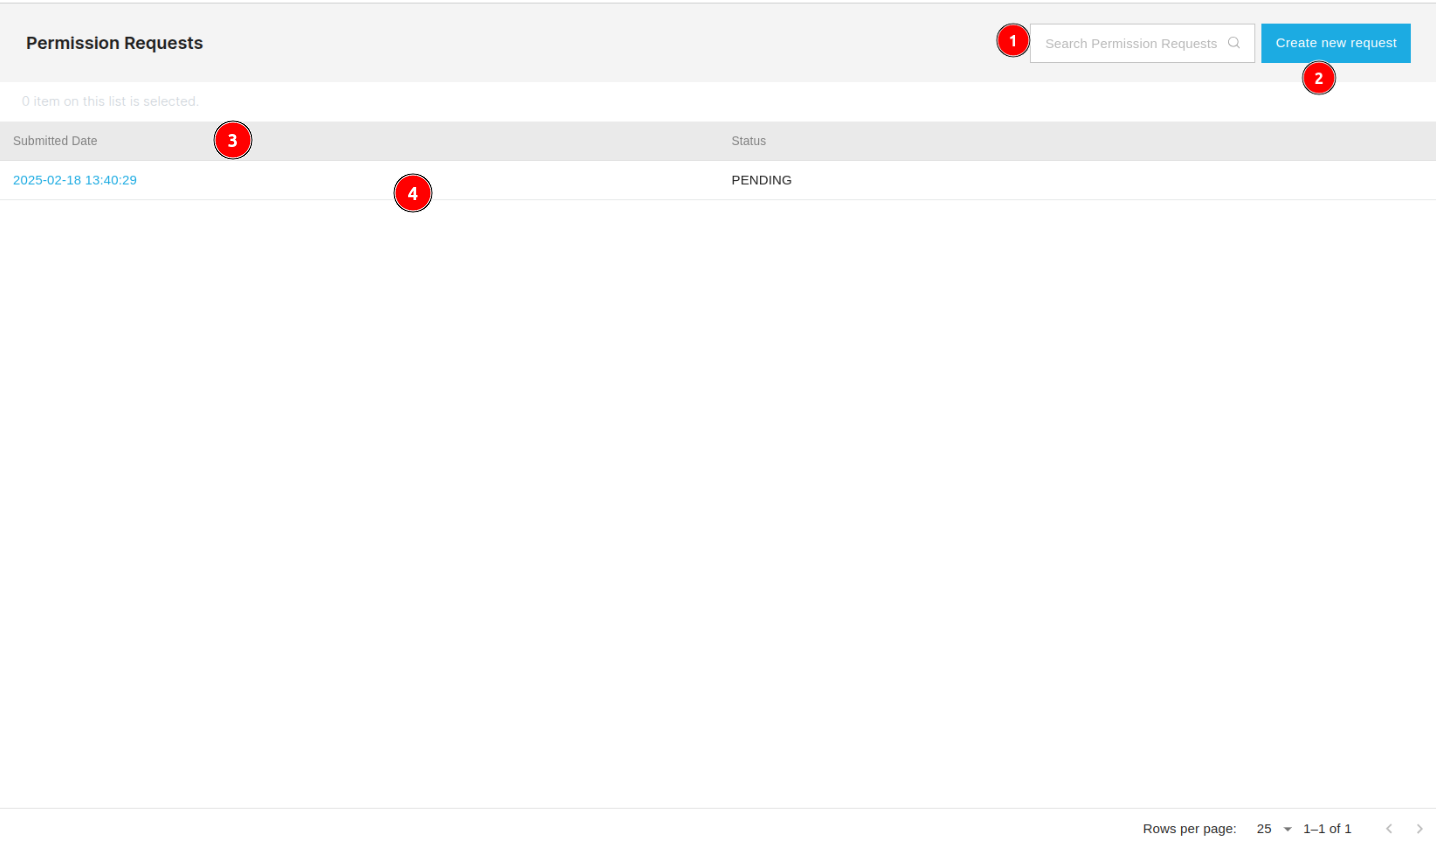 Permission Requests
1
Search Permission Requests
Create new request
2
0 item on this list is selected.
Submitted Date
3
Status
2025-02-18 13:40:29
4
PENDING
Rows per page: 25 1–1 of 1